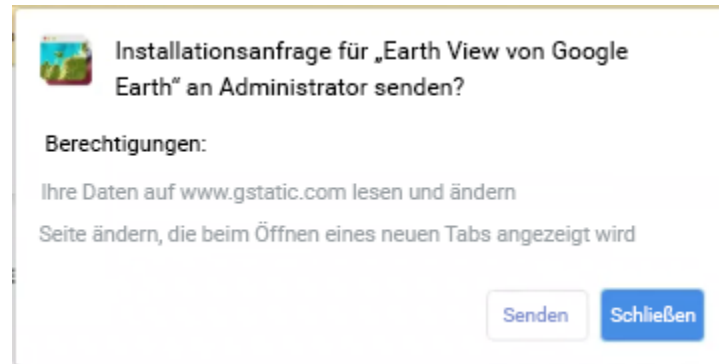 Installationsanfrage für „Earth View von Google
Earth“ an Administrator senden?
Berechtigungen:
Ihre Daten auf www.gstatic.com lesen und ändern
Seite ändern, die beim Öffnen eines neuen Tabs angezeigt wird
Senden
Schließen